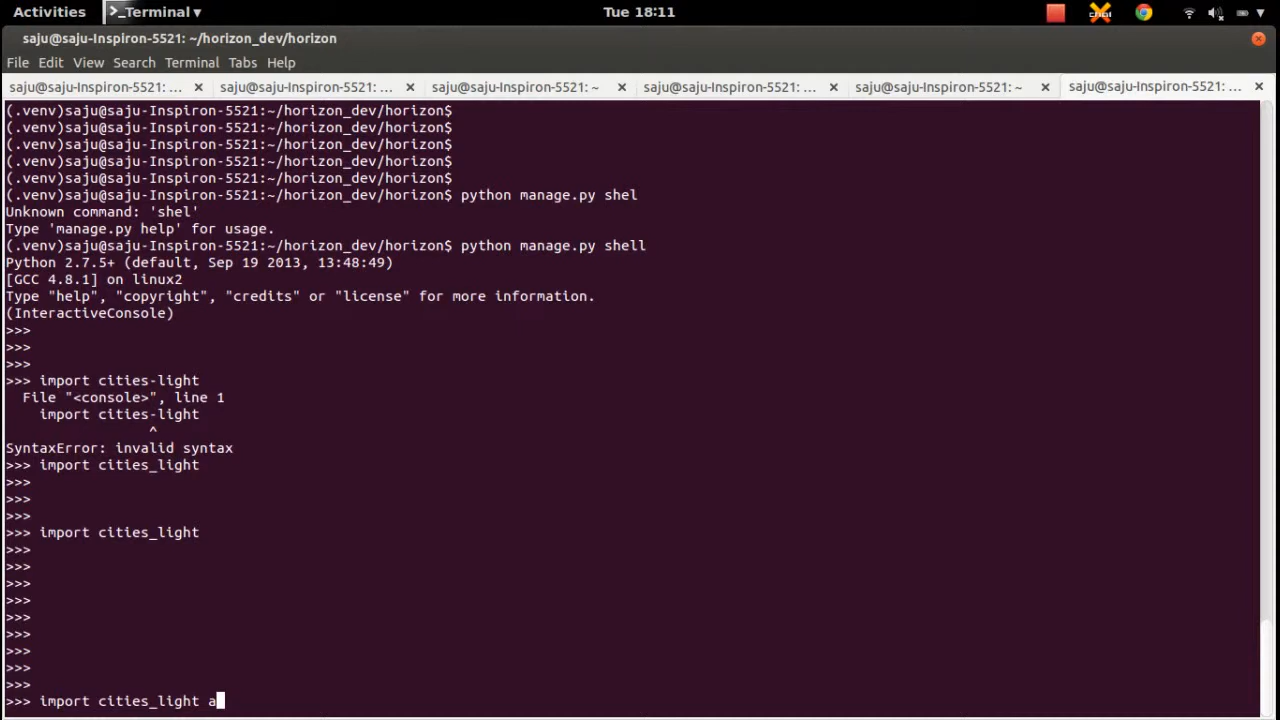 Activities >_Terminal ▾ Tue 18:11
saju@saju-Inspiron-5521: ~/horizon_dev/horizon
File Edit View Search Terminal Tabs Help
saju@saju-Inspiron-5521: ... × saju@saju-Inspiron-5521: ... × saju@saju-Inspiron-5521: ~ × saju@saju-Inspiron-5521: ... × saju@saju-Inspiron-5521: ~ × saju@saju-Inspiron-5521: ... ×
(.venv)saju@saju-Inspiron-5521:~/horizon_dev/horizon$
(.venv)saju@saju-Inspiron-5521:~/horizon_dev/horizon$
(.venv)saju@saju-Inspiron-5521:~/horizon_dev/horizon$
(.venv)saju@saju-Inspiron-5521:~/horizon_dev/horizon$
(.venv)saju@saju-Inspiron-5521:~/horizon_dev/horizon$
(.venv)saju@saju-Inspiron-5521:~/horizon_dev/horizon$ python manage.py shel
Unknown command: 'shel'
Type 'manage.py help' for usage.
(.venv)saju@saju-Inspiron-5521:~/horizon_dev/horizon$ python manage.py shell
Python 2.7.5+ (default, Sep 19 2013, 13:48:49)
[GCC 4.8.1] on linux2
Type "help", "copyright", "credits" or "license" for more information.
(InteractiveConsole)
>>>
>>>
>>>
>>> import cities-light
  File "<console>", line 1
    import cities-light
                 ^
SyntaxError: invalid syntax
>>> import cities_light
>>>
>>>
>>>
>>> import cities_light
>>>
>>>
>>>
>>>
>>>
>>>
>>>
>>>
>>>
>>> import cities_light a